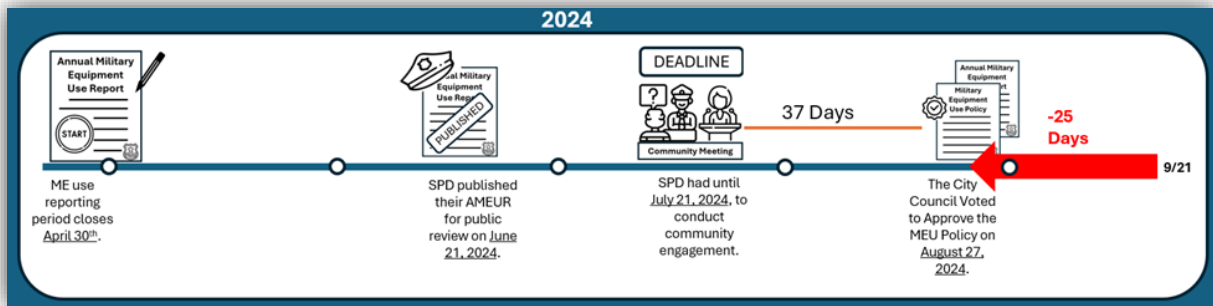 2024
Annual Military
Equipment
Use Report
START
ME use
reporting
period closes
April 30th.
Annual Military
Equipment
Use Report
PUBLISHED
SPD published
their AMEUR
for public
review on June
21, 2024.
DEADLINE
?
Community Meeting
SPD had until
July 21, 2024, to
conduct
community
engagement.
37 Days
Annual Military
Equipment
Use Report
Military
Equipment
Use Policy
The City
Council Voted
to Approve the
MEU Policy on
August 27,
2024.
-25
Days
9/21